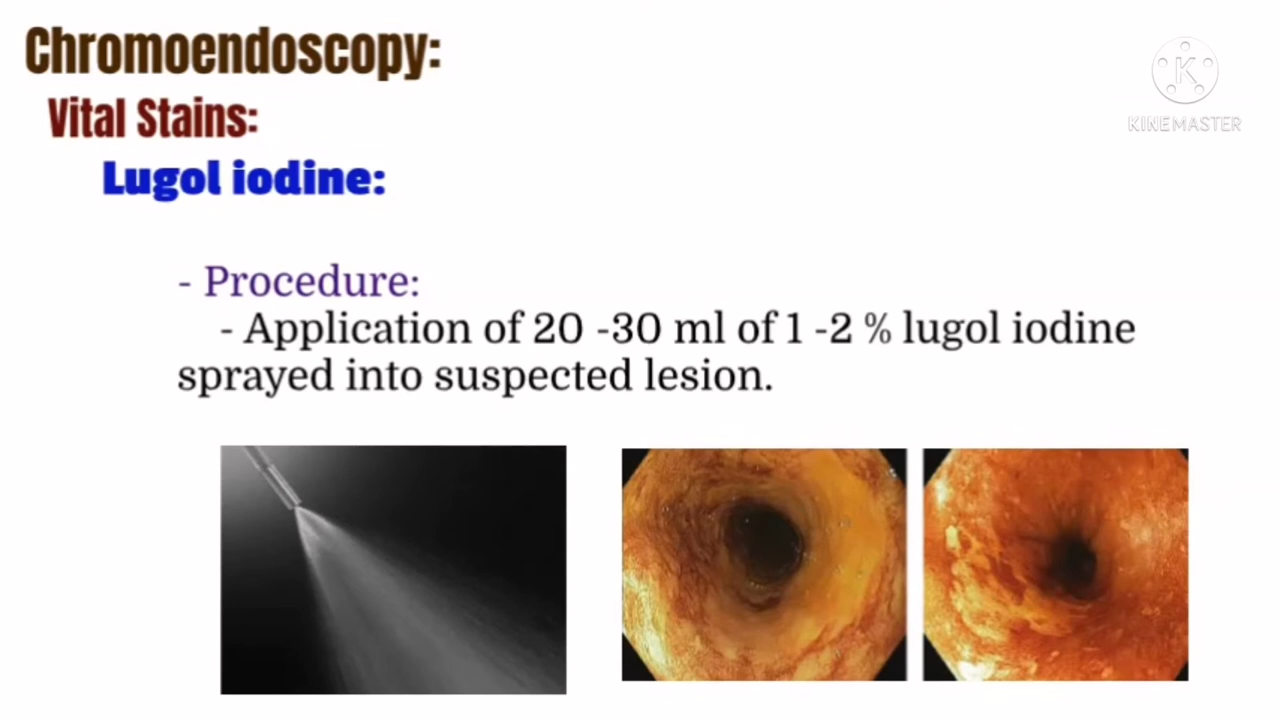 Chromoendoscopy:
Vital Stains:
Lugol iodine:
- Procedure:
- Application of 20 -30 ml of 1 -2 % lugol iodine
sprayed into suspected lesion.
K
KINEMASTER